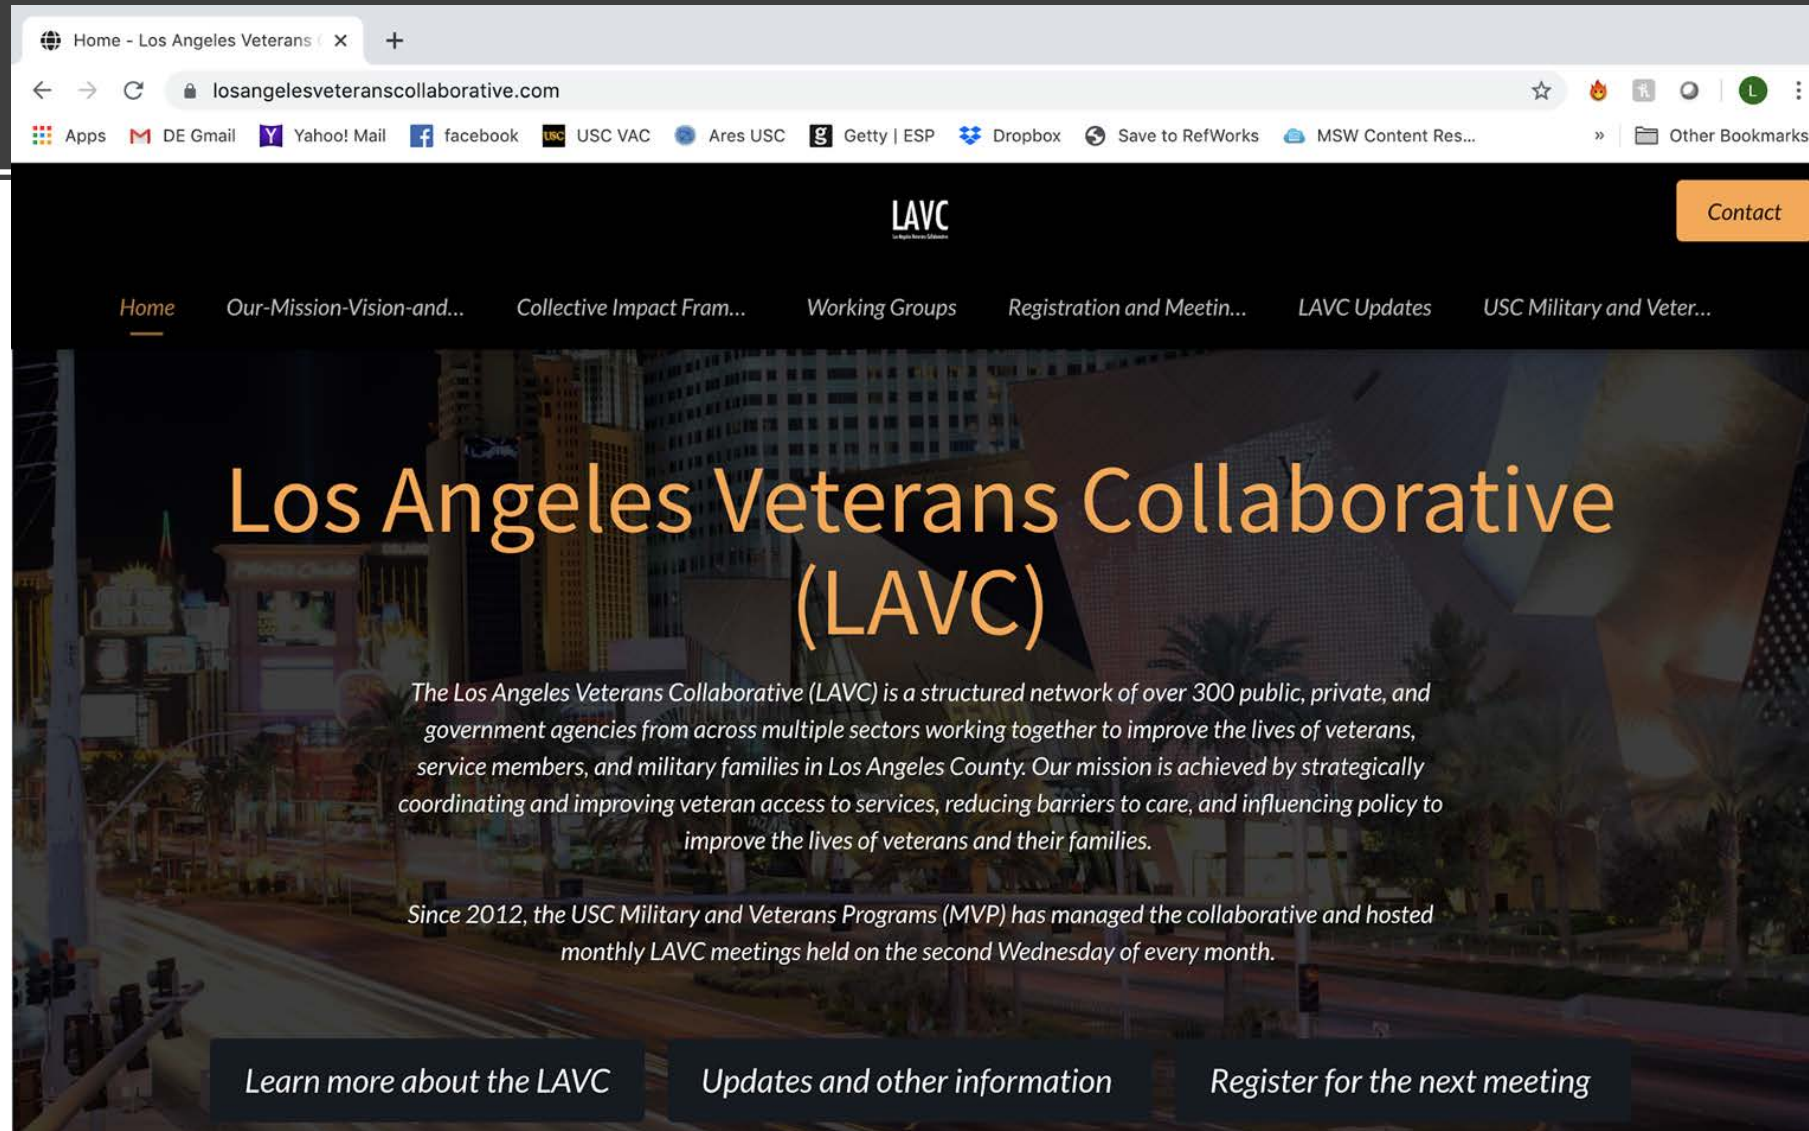 Home - Los Angeles Veterans
losangelesveteranscollaborative.com
L
Apps DE Gmail Yahoo! Mail facebook USC USC VAC Ares USC g Getty | ESP Dropbox Save to RefWorks MSW Content Res... » Other Bookmarks
LAVC
Los Angeles Veterans Collaborative
Contact
Home Our-Mission-Vision-and... Collective Impact Fram... Working Groups Registration and Meetin... LAVC Updates USC Military and Veter...
Los Angeles Veterans Collaborative
(LAVC)
The Los Angeles Veterans Collaborative (LAVC) is a structured network of over 300 public, private, and
government agencies from across multiple sectors working together to improve the lives of veterans,
service members, and military families in Los Angeles County. Our mission is achieved by strategically
coordinating and improving veteran access to services, reducing barriers to care, and influencing policy to
improve the lives of veterans and their families.
Since 2012, the USC Military and Veterans Programs (MVP) has managed the collaborative and hosted
monthly LAVC meetings held on the second Wednesday of every month.
Learn more about the LAVC Updates and other information Register for the next meeting